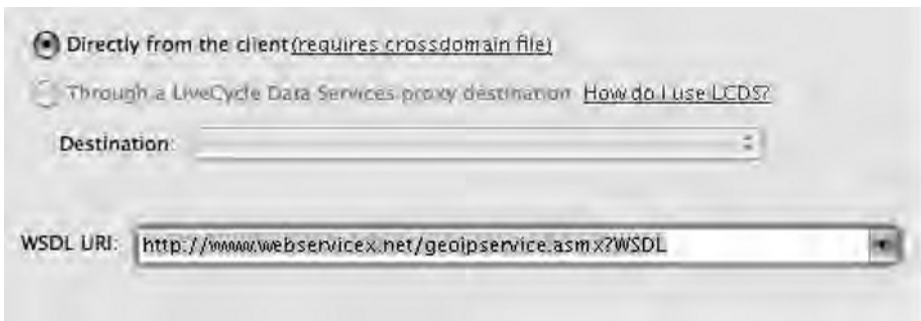 Directly from the client (requires crossdomain file)
Through a LiveCycle Data Services proxy destination How do I use LCDS?
Destination:
WSDL URI: http://www.webservicex.net/geoipservice.asmx?WSDL